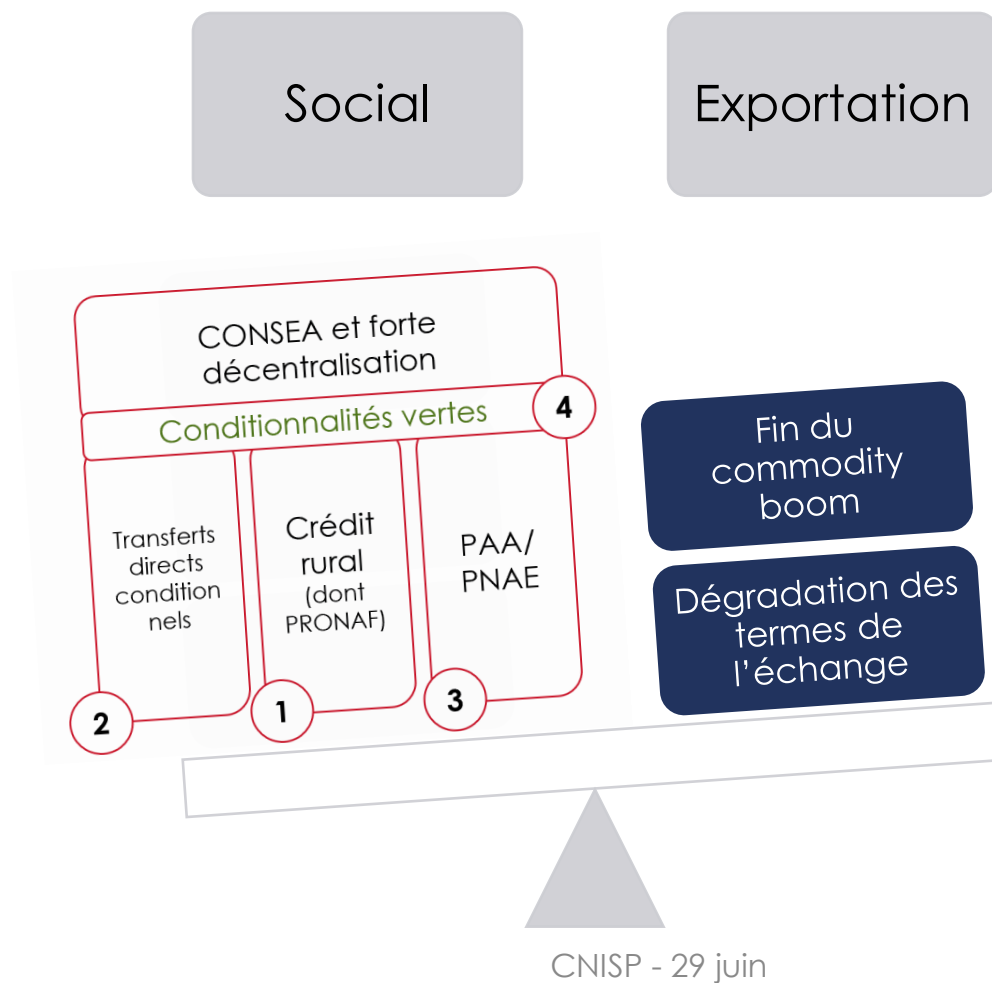 Social
Exportation
CONSEA et forte
décentralisation
Conditionnalités vertes
4
Transferts
directs
condition
nels
2
Crédit
rural
(dont
PRONAF)
1
PAA/
PNAE
3
Fin du
commodity
boom
Dégradation des
termes de
l’échange
CNISP - 29 juin